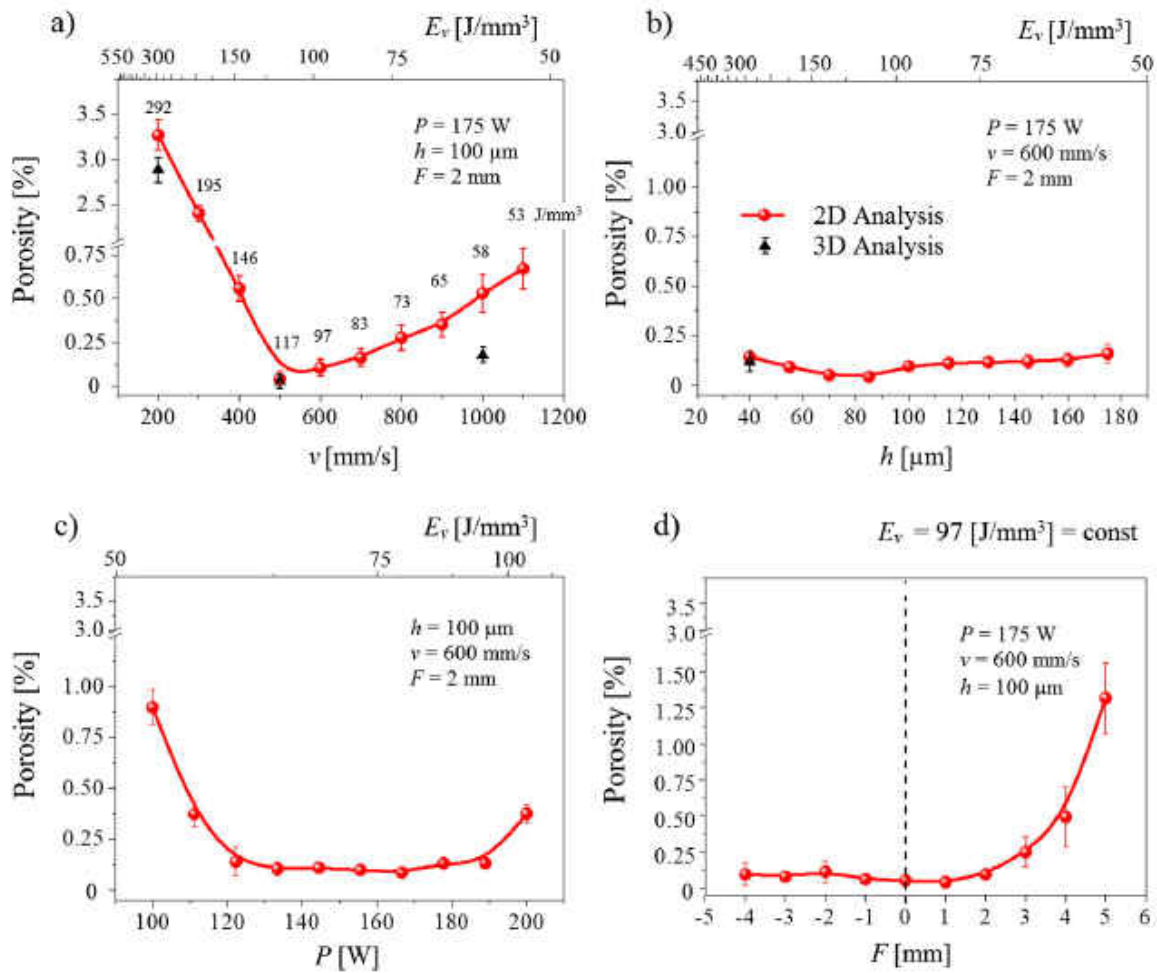 a)
E_v [J/mm³]
550 300 150 100 75 50
3.5
3.0
2.5
0.75
0.50
0.25
0
Porosity [%]
292
195
146
117
97
83
73
65
58
53 J/mm³
P = 175 W
h = 100 µm
F = 2 mm
200 400 600 800 1000 1200
v [mm/s]
b)
E_v [J/mm³]
450 300 150 100 75 50
3.5
3.0
1.00
0.75
0.50
0.25
0
Porosity [%]
P = 175 W
v = 600 mm/s
F = 2 mm
2D Analysis
3D Analysis
20 40 60 80 100 120 140 160 180
h [µm]
c)
E_v [J/mm³]
50 75 100
3.5
3.0
1.00
0.75
0.50
0.25
0
Porosity [%]
h = 100 µm
v = 600 mm/s
F = 2 mm
100 120 140 160 180 200
P [W]
d)
E_v = 97 [J/mm³] = const
3.5
3.0
1.50
1.25
1.00
0.50
0.25
0
Porosity [%]
P = 175 W
v = 600 mm/s
h = 100 µm
-5 -4 -3 -2 -1 0 1 2 3 4 5 6
F [mm]